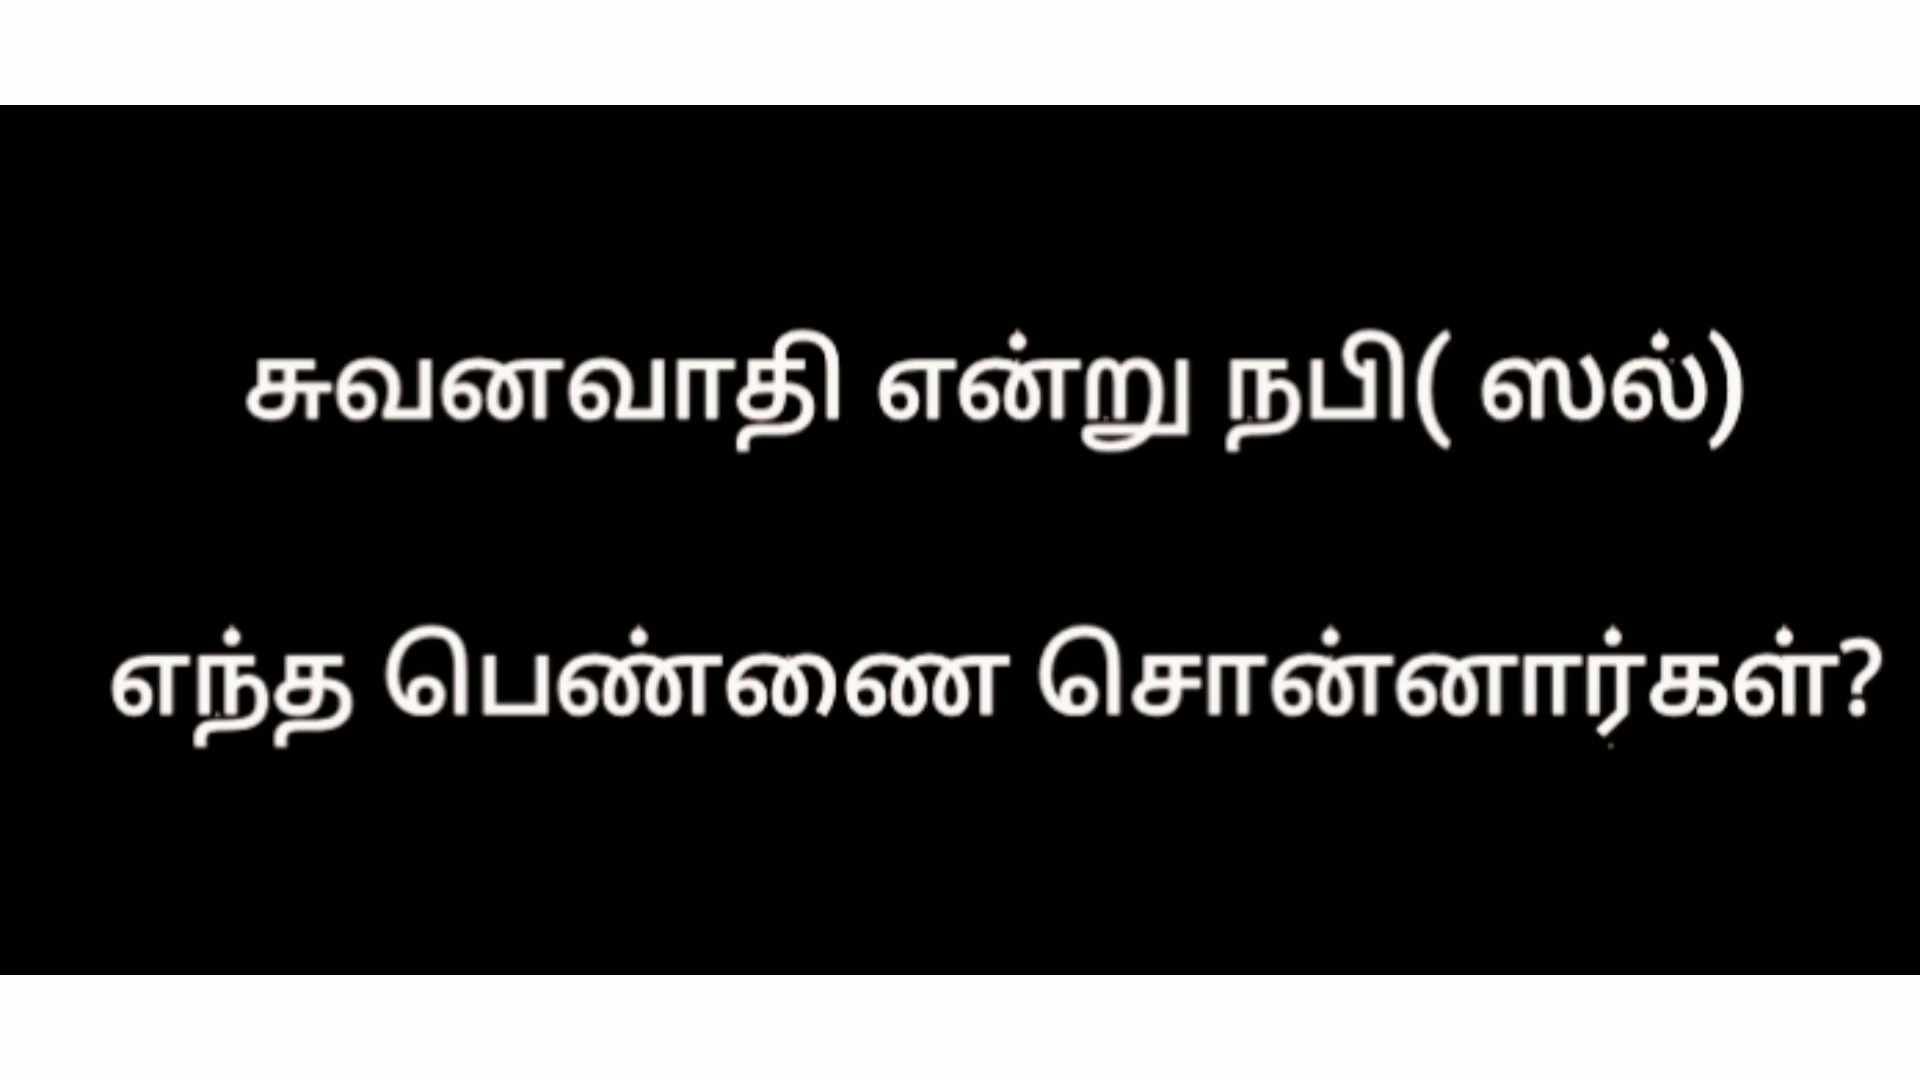 சுவனவாதி என்று நபி( ஸல்)
எந்த பெண்ணை சொன்னார்கள்?